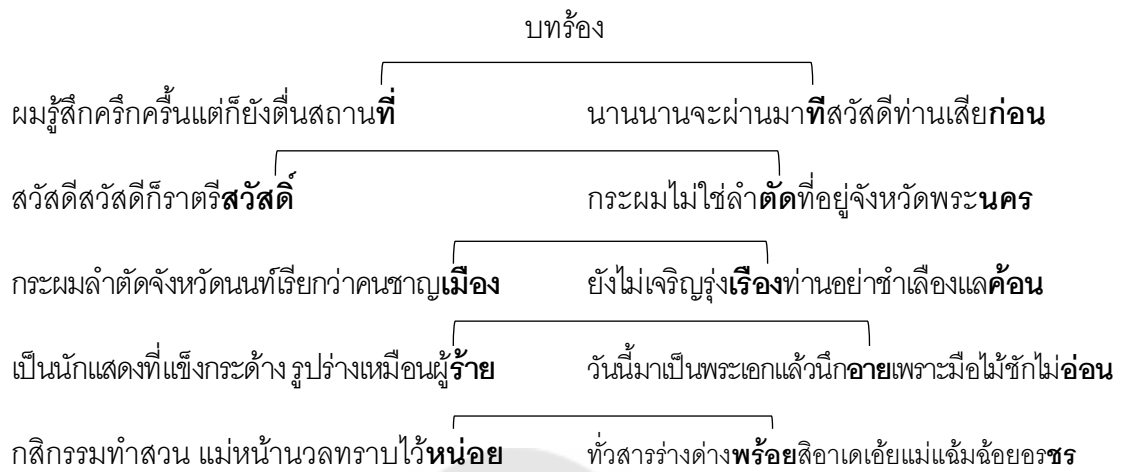 บทร้อง
ผมรู้สึกครึกครื้นแต่ก็ยังตื่นสถานที่ นานนานจะผ่านมาทีสวัสดีท่านเสียก่อน
สวัสดีสวัสดีก็ราตรีสวัสดิ์ กระผมไม่ใช่ลำตัดที่อยู่จังหวัดพระนคร
กระผมลำตัดจังหวัดนนท์เรียกว่าคนชาญเมือง ยังไม่เจริญรุ่งเรืองท่านอย่าชำเลืองแลค้อน
เป็นนักแสดงที่แข็งกระด้าง รูปร่างเหมือนผู้ร้าย วันนี้มาเป็นพระเอกแล้วนึกอายเพราะมือไม้ชักไม่อ่อน
กสิกรรมทำสวน แม่หน้านวลทราบไว้หน่อย ทั่วสารร่างด่างพร้อยสิอาเดเอ้ยแม่แฉ้มฉ้อยอรชร